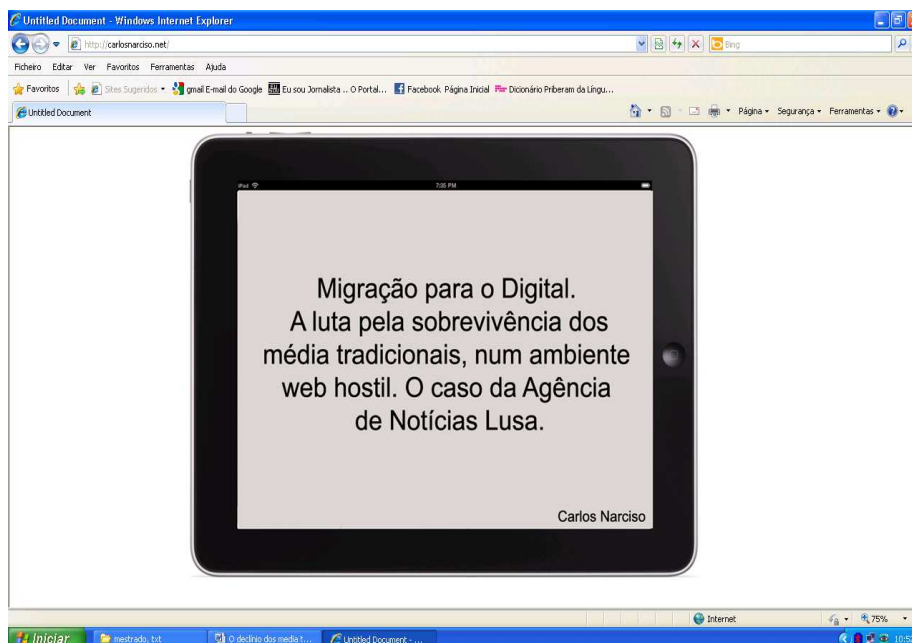 Untitled Document - Windows Internet Explorer
http://carlosnarciso.net/
Bing
Ficheiro Editar Ver Favoritos Ferramentas Ajuda
Favoritos Sites Sugeridos gmail E-mail do Google Eu sou Jornalista .. O Portal... Facebook Página Inicial Dicionário Priberam da Língu...
Untitled Document
Página Segurança Ferramentas
iPad 7:35 PM
Migração para o Digital.
A luta pela sobrevivência dos
média tradicionais, num ambiente
web hostil. O caso da Agência
de Notícias Lusa.
Carlos Narciso
Internet 75%
Iniciar mestrado, txt O declínio dos media t... Untitled Document - ...